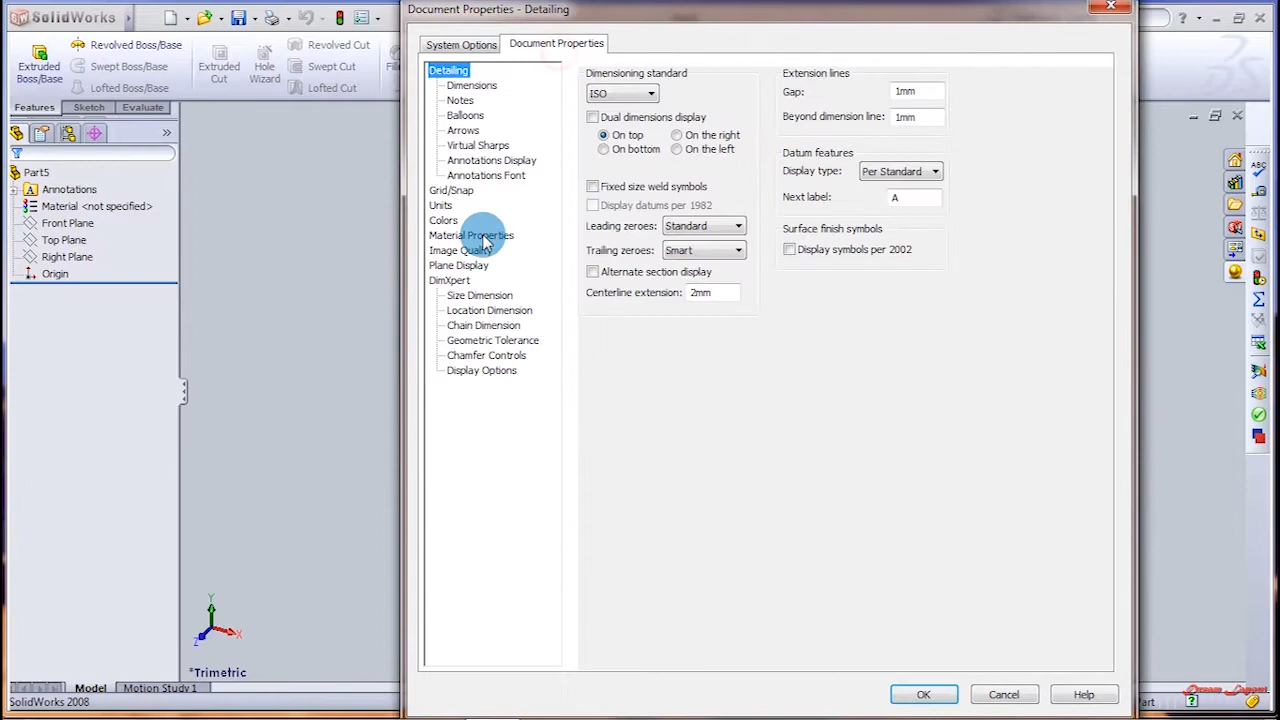 SolidWorks
Document Properties - Detailing
Extruded Boss/Base
Revolved Boss/Base
Swept Boss/Base
Lofted Boss/Base
Extruded Cut
Hole Wizard
Revolved Cut
Swept Cut
Lofted Cut
Features
Sketch
Evaluate
Part5
Annotations
Material <not specified>
Front Plane
Top Plane
Right Plane
Origin
System Options
Document Properties
Detailing
Dimensions
Notes
Balloons
Arrows
Virtual Sharps
Annotations Display
Annotations Font
Grid/Snap
Units
Colors
Material Properties
Image Quality
Plane Display
DimXpert
Size Dimension
Location Dimension
Chain Dimension
Geometric Tolerance
Chamfer Controls
Display Options
Dimensioning standard
ISO
Dual dimensions display
On top
On the right
On bottom
On the left
Fixed size weld symbols
Display datums per 1982
Leading zeroes: Standard
Trailing zeroes: Smart
Alternate section display
Centerline extension: 2mm
Extension lines
Gap: 1mm
Beyond dimension line: 1mm
Datum features
Display type: Per Standard
Next label: A
Surface finish symbols
Display symbols per 2002
Y
X
Z
*Trimetric
Model
Motion Study 1
SolidWorks 2008
OK
Cancel
Help